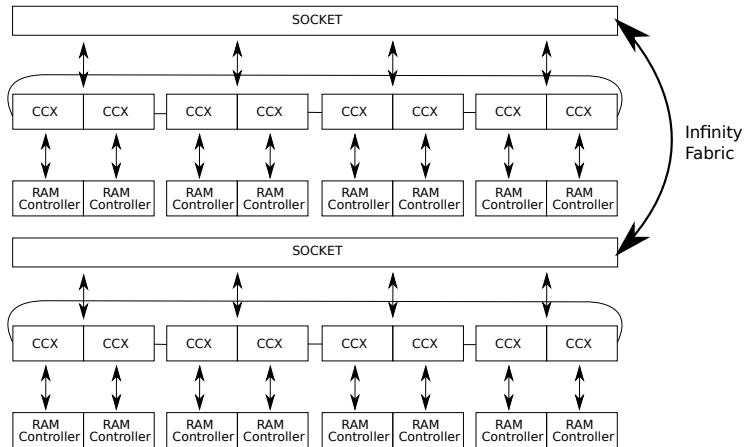 SOCKET
CCX CCX CCX CCX CCX CCX CCX CCX
Infinity
Fabric
RAM RAM RAM RAM RAM RAM RAM RAM
Controller Controller Controller Controller Controller Controller Controller Controller
SOCKET
CCX CCX CCX CCX CCX CCX CCX CCX
RAM RAM RAM RAM RAM RAM RAM RAM
Controller Controller Controller Controller Controller Controller Controller Controller